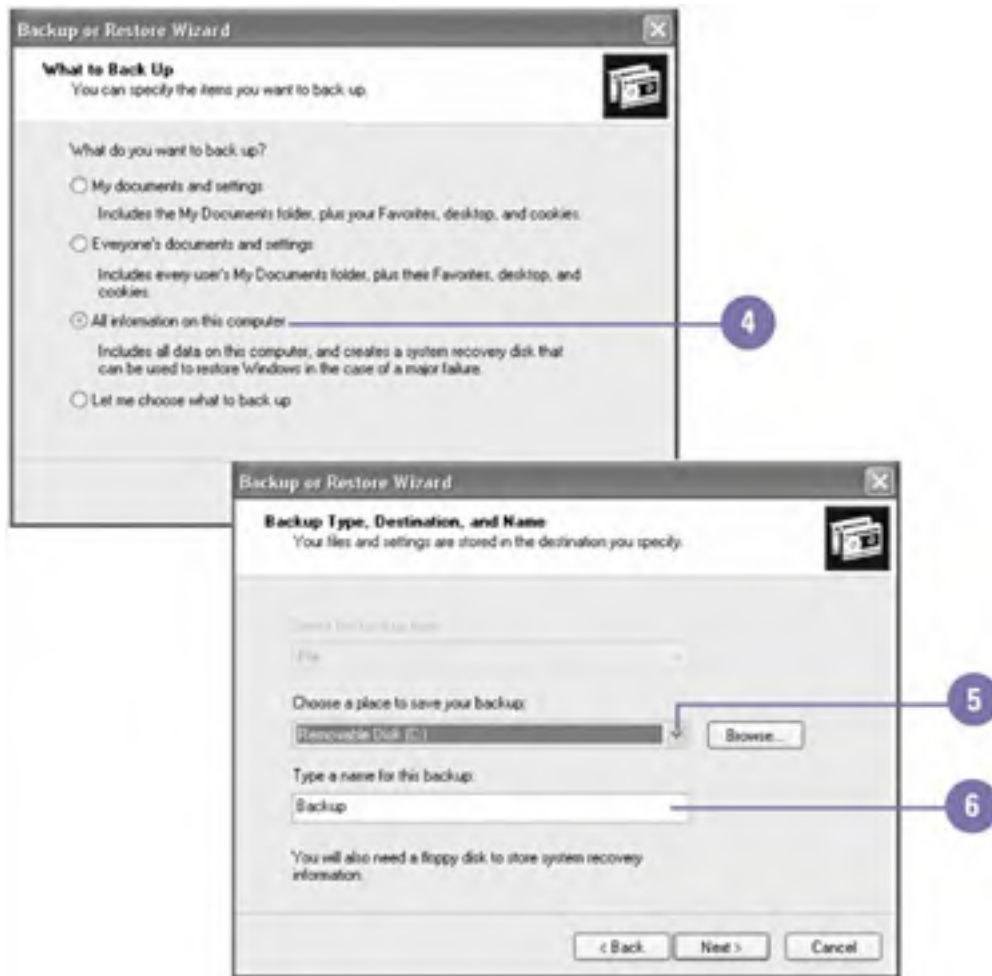 Backup or Restore Wizard
What to Back Up
You can specify the items you want to back up.
What do you want to back up?
My documents and settings
Includes the My Documents folder, plus your Favorites, desktop, and cookies.
Everyone's documents and settings
Includes every user's My Documents folder, plus their Favorites, desktop, and
cookies.
All information on this computer
4
Includes all data on this computer, and creates a system recovery disk that
can be used to restore Windows in the case of a major failure.
Let me choose what to back up
Backup or Restore Wizard
Backup Type, Destination, and Name
Your files and settings are stored in the destination you specify.
Select the backup type:
File
Choose a place to save your backup:
5
Removable Disk (C:)
Browse...
Type a name for this backup:
Backup
6
You will also need a floppy disk to store system recovery
information.
< Back
Next >
Cancel